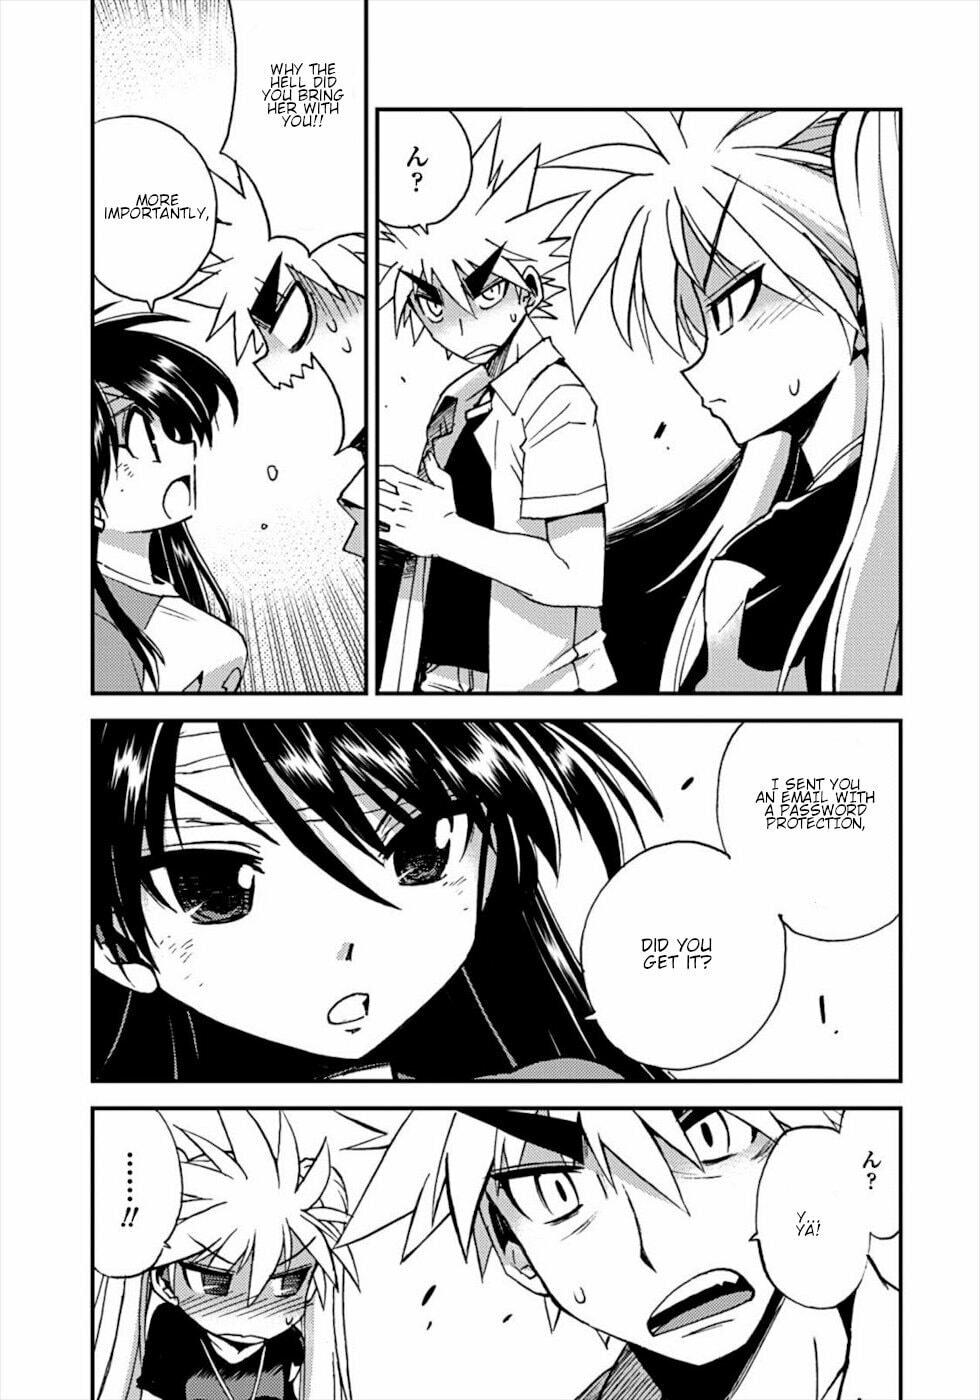 ん?
WHY THE
HELL DID
YOU BRING
HER WITH
YOU!!
MORE
IMPORTANTLY,
I SENT YOU
AN EMAIL WITH
A PASSWORD
PROTECTION,
DID YOU
GET IT?
ん?
Y...
YA!
……!!